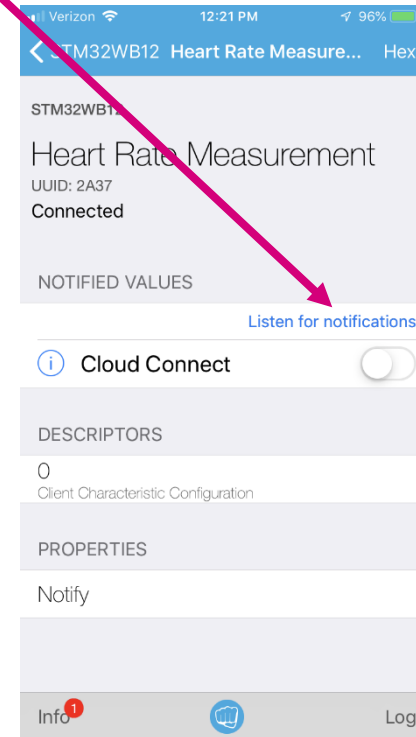 Verizon 12:21 PM 96%
STM32WB12 Heart Rate Measure... Hex
STM32WB12
Heart Rate Measurement
UUID: 2A37
Connected
NOTIFIED VALUES
Listen for notifications
i Cloud Connect
DESCRIPTORS
0
Client Characteristic Configuration
PROPERTIES
Notify
Info 1 Log